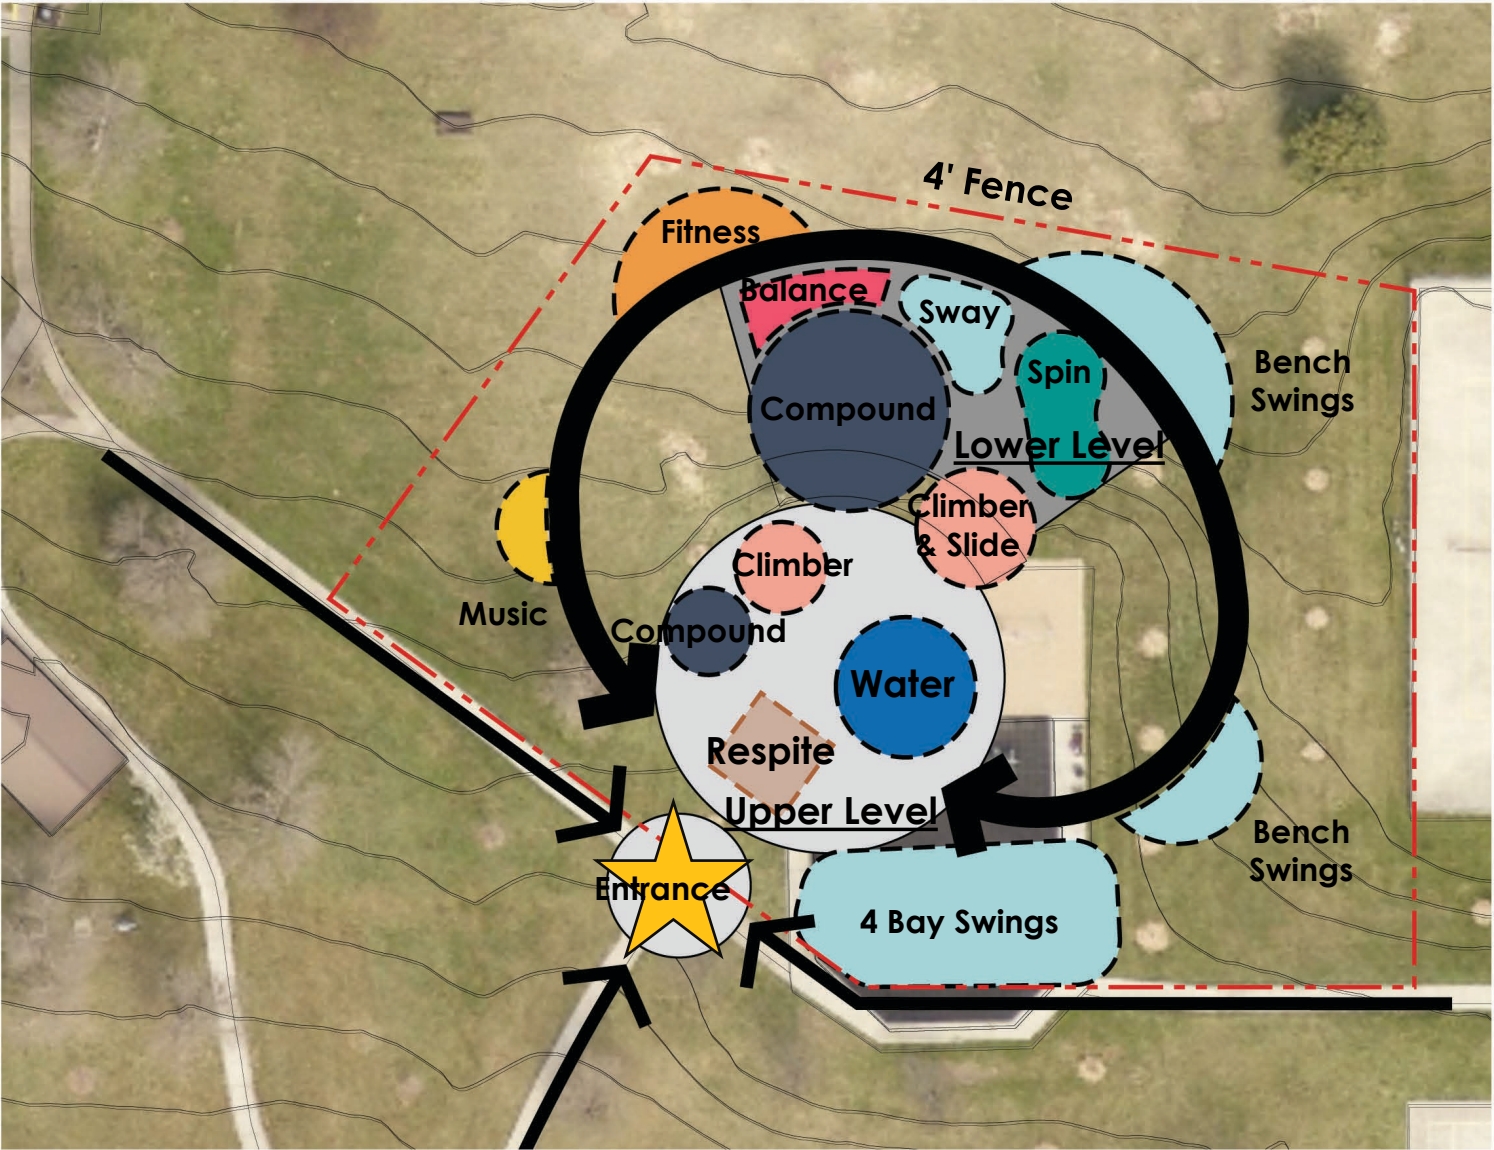 4' Fence
Fitness
Balance
Sway
Spin
Bench
Swings
Compound
Lower Level
Climber
& Slide
Climber
Music
Compound
Water
Respite
Upper Level
Bench
Swings
Entrance
4 Bay Swings